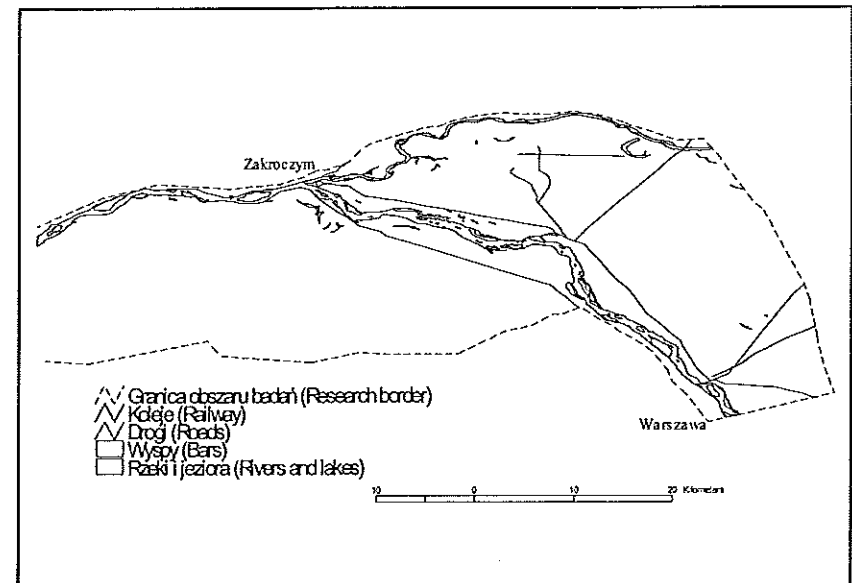 Zakroczym
Granica obszaru badań (Research border)
Koleje (Railway)
Drogi (Roads)
Warszawa
Wyspy (Bars)
Rzeki i jeziora (Rivers and lakes)
10 0 10 20 Kilometers